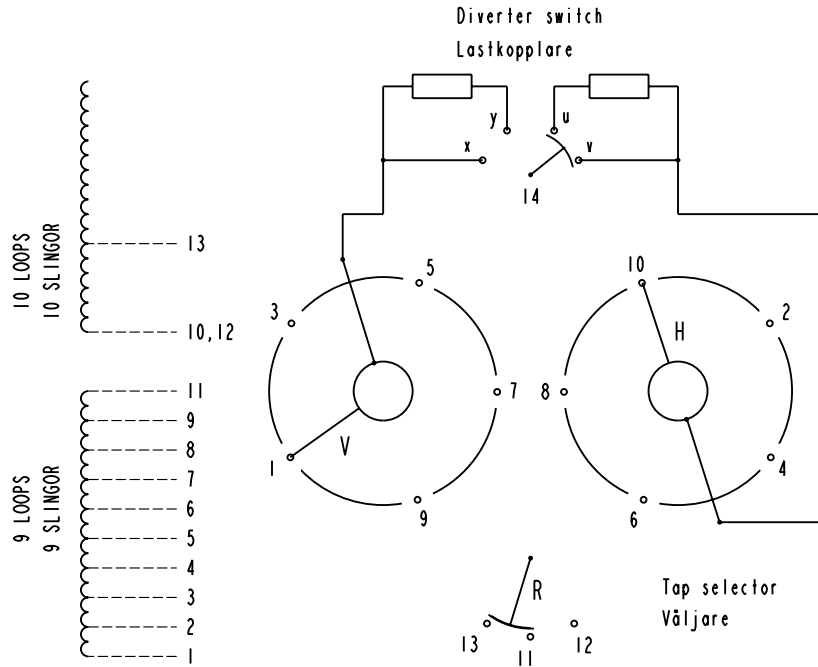 Diverter switch
Lastkopplare
y
u
x
v
14
10 LOOPS
10 SLINGOR
13
10,12
9 LOOPS
9 SLINGOR
11
9
8
7
6
5
4
3
2
1
5
3
7
1
V
9
10
2
H
8
4
6
R
13
11
12
Tap selector
Våljare